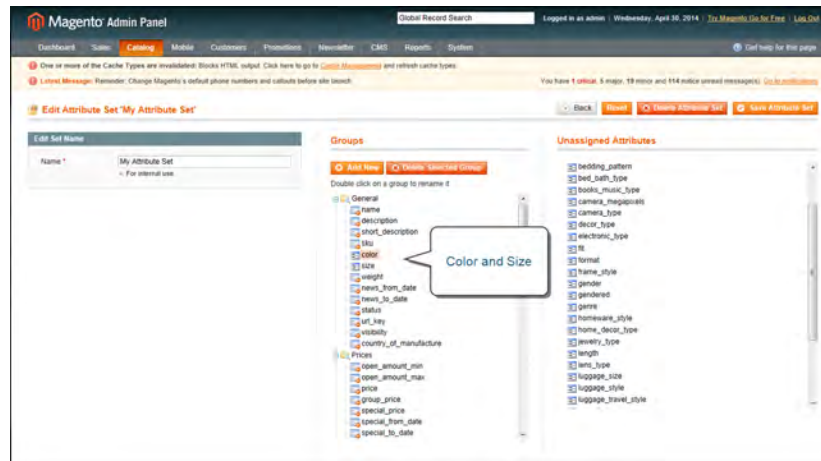 Magento Admin Panel
Global Record Search
Logged in as admin | Wednesday, April 30, 2014 | Try Magento Go for Free | Log Out
Dashboard Sales Catalog Mobile Customers Promotions Newsletter CMS Reports System
Get help for this page
One or more of the Cache Types are invalidated: Blocks HTML output. Click here to go to Cache Management and refresh cache types.
Latest Message: Reminder: Change Magento's default phone numbers and callouts before site launch
You have 1 critical, 5 major, 19 minor and 114 notice unread message(s). Go to notifications
Edit Attribute Set 'My Attribute Set'
Back Reset Delete Attribute Set Save Attribute Set
Edit Set Name
Name *
My Attribute Set
For internal use
Groups
Add New Delete Selected Group
Double click on a group to rename it
General
name
description
short_description
sku
color
size
weight
news_from_date
news_to_date
status
url_key
visibility
country_of_manufacture
Prices
open_amount_min
open_amount_max
price
group_price
special_price
special_from_date
special_to_date
Color and Size
Unassigned Attributes
bedding_pattern
bed_bath_type
books_music_type
camera_megapixels
camera_type
decor_type
electronic_type
fit
format
frame_style
gender
gendered
genre
homeware_style
home_decor_type
jewelry_type
length
lens_type
luggage_size
luggage_style
luggage_travel_style